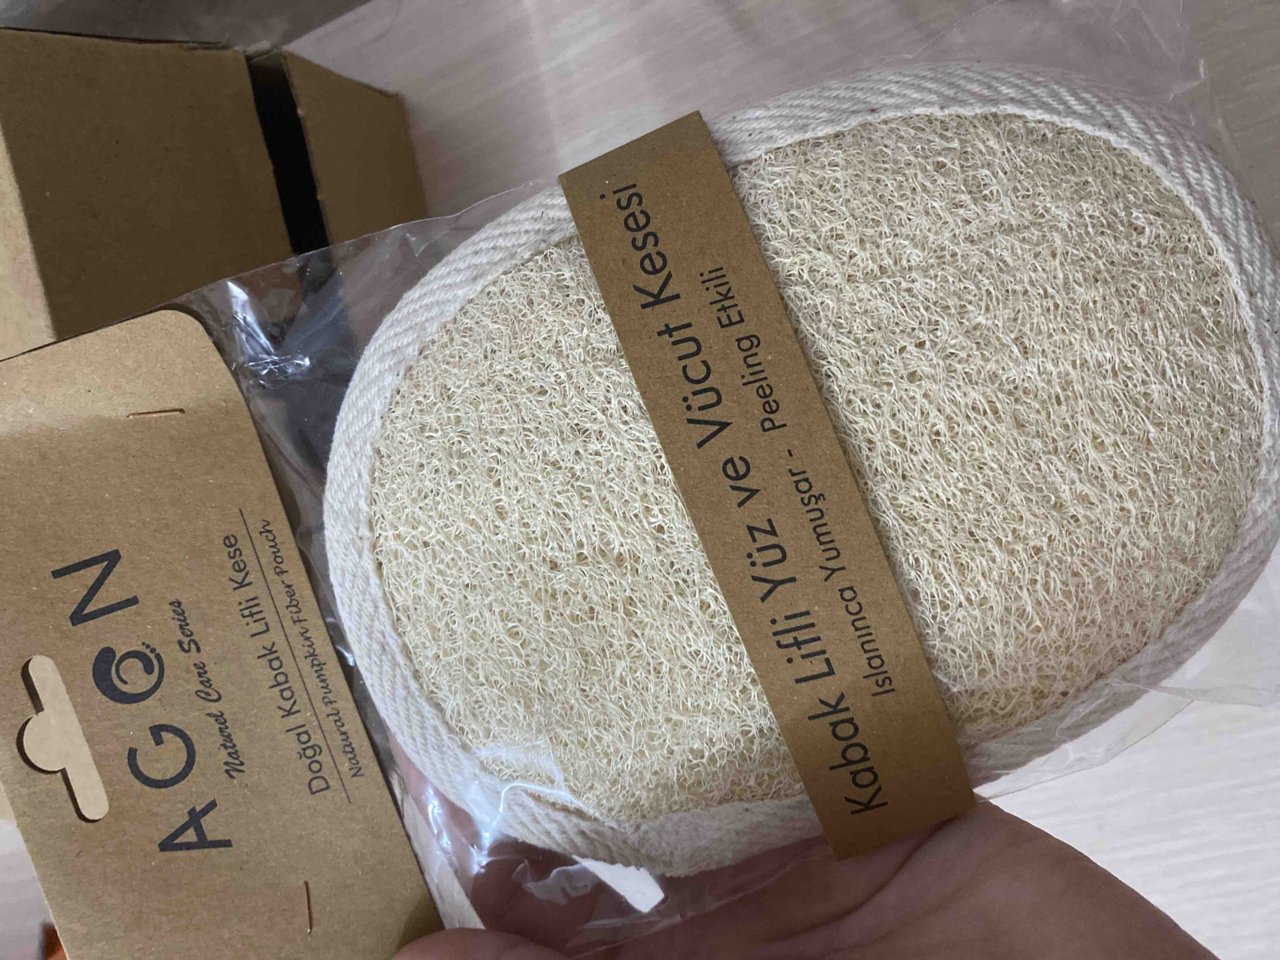 AGON
Naturel Care Series
Doğal Kabak Lifli Kese
Natural Pumpkin Fiber Pouch
Kabak Lifli Yüz ve Vücut Kesesi
Islanınca Yumuşar - Peeling Etkili